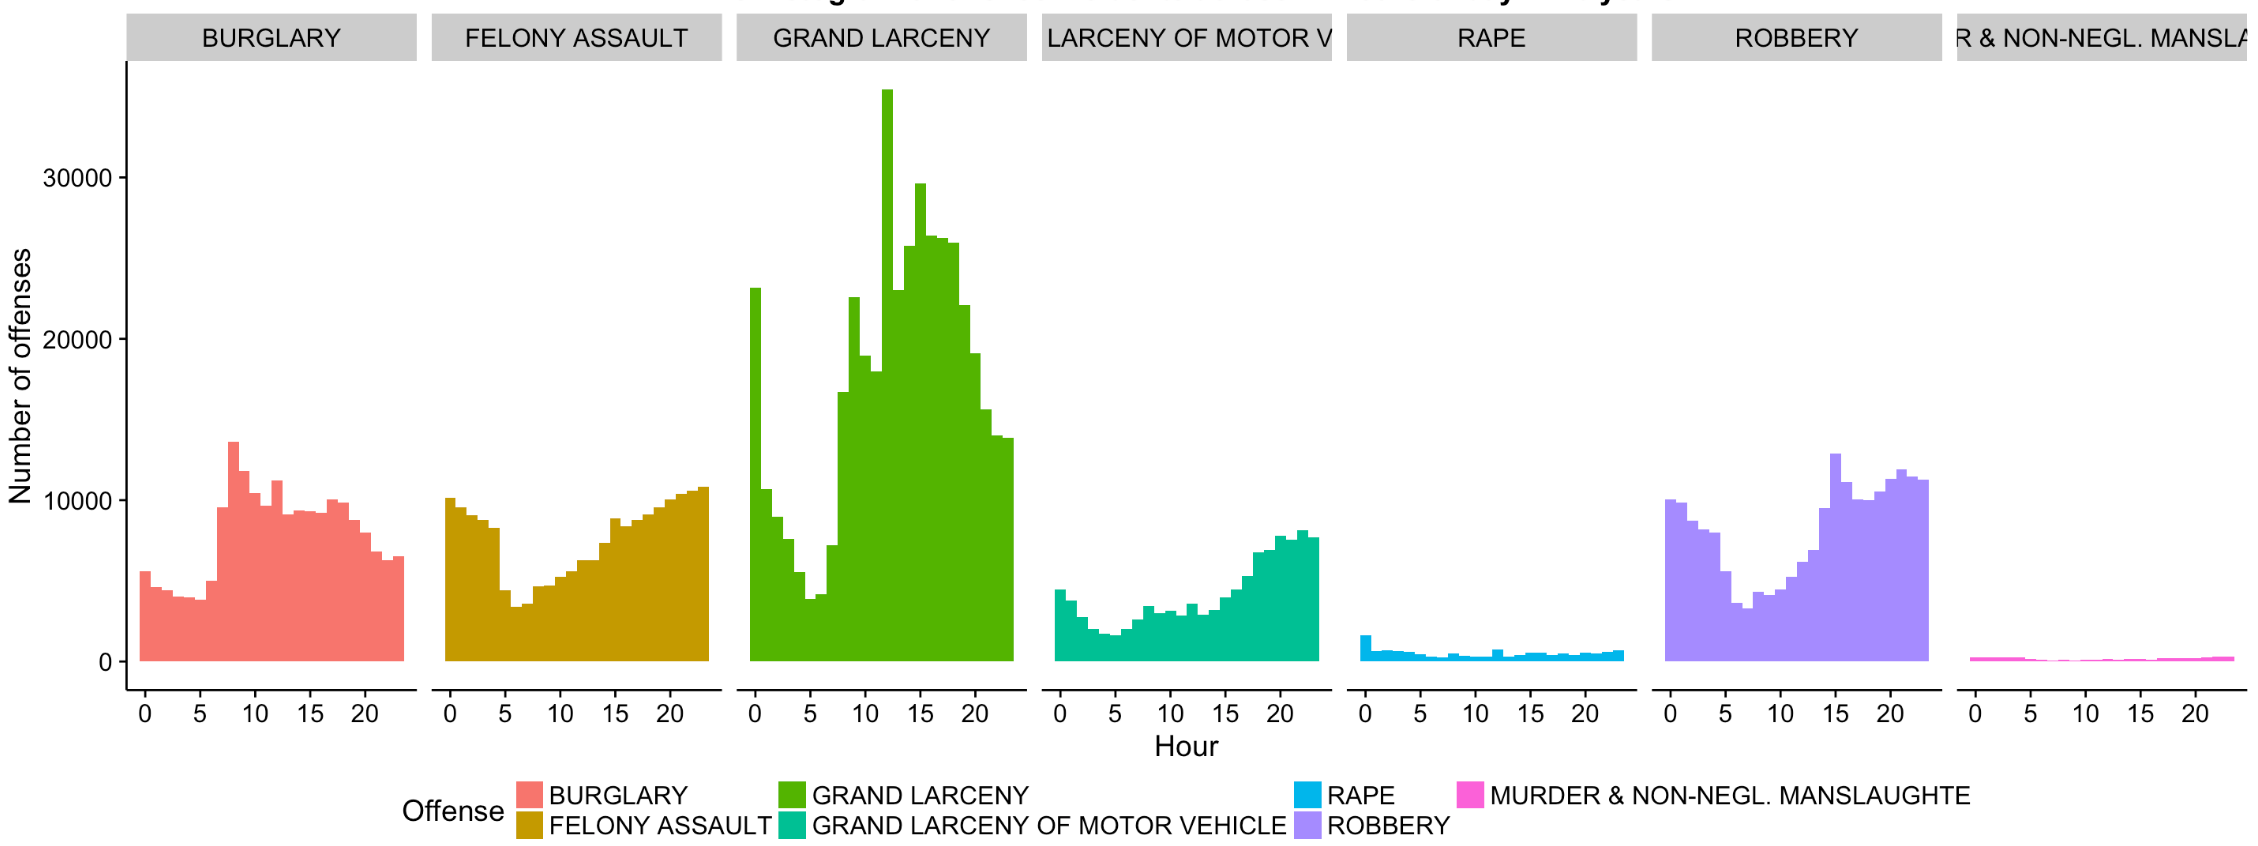 BURGLARY
FELONY ASSAULT
GRAND LARCENY
LARCENY OF MOTOR V
RAPE
ROBBERY
R & NON-NEGL. MANSLA
Number of offenses
30000
20000
10000
0
0 5 10 15 20
0 5 10 15 20
0 5 10 15 20
0 5 10 15 20
0 5 10 15 20
0 5 10 15 20
0 5 10 15 20
Hour
Offense
BURGLARY
FELONY ASSAULT
GRAND LARCENY
GRAND LARCENY OF MOTOR VEHICLE
RAPE
ROBBERY
MURDER & NON-NEGL. MANSLAUGHTE